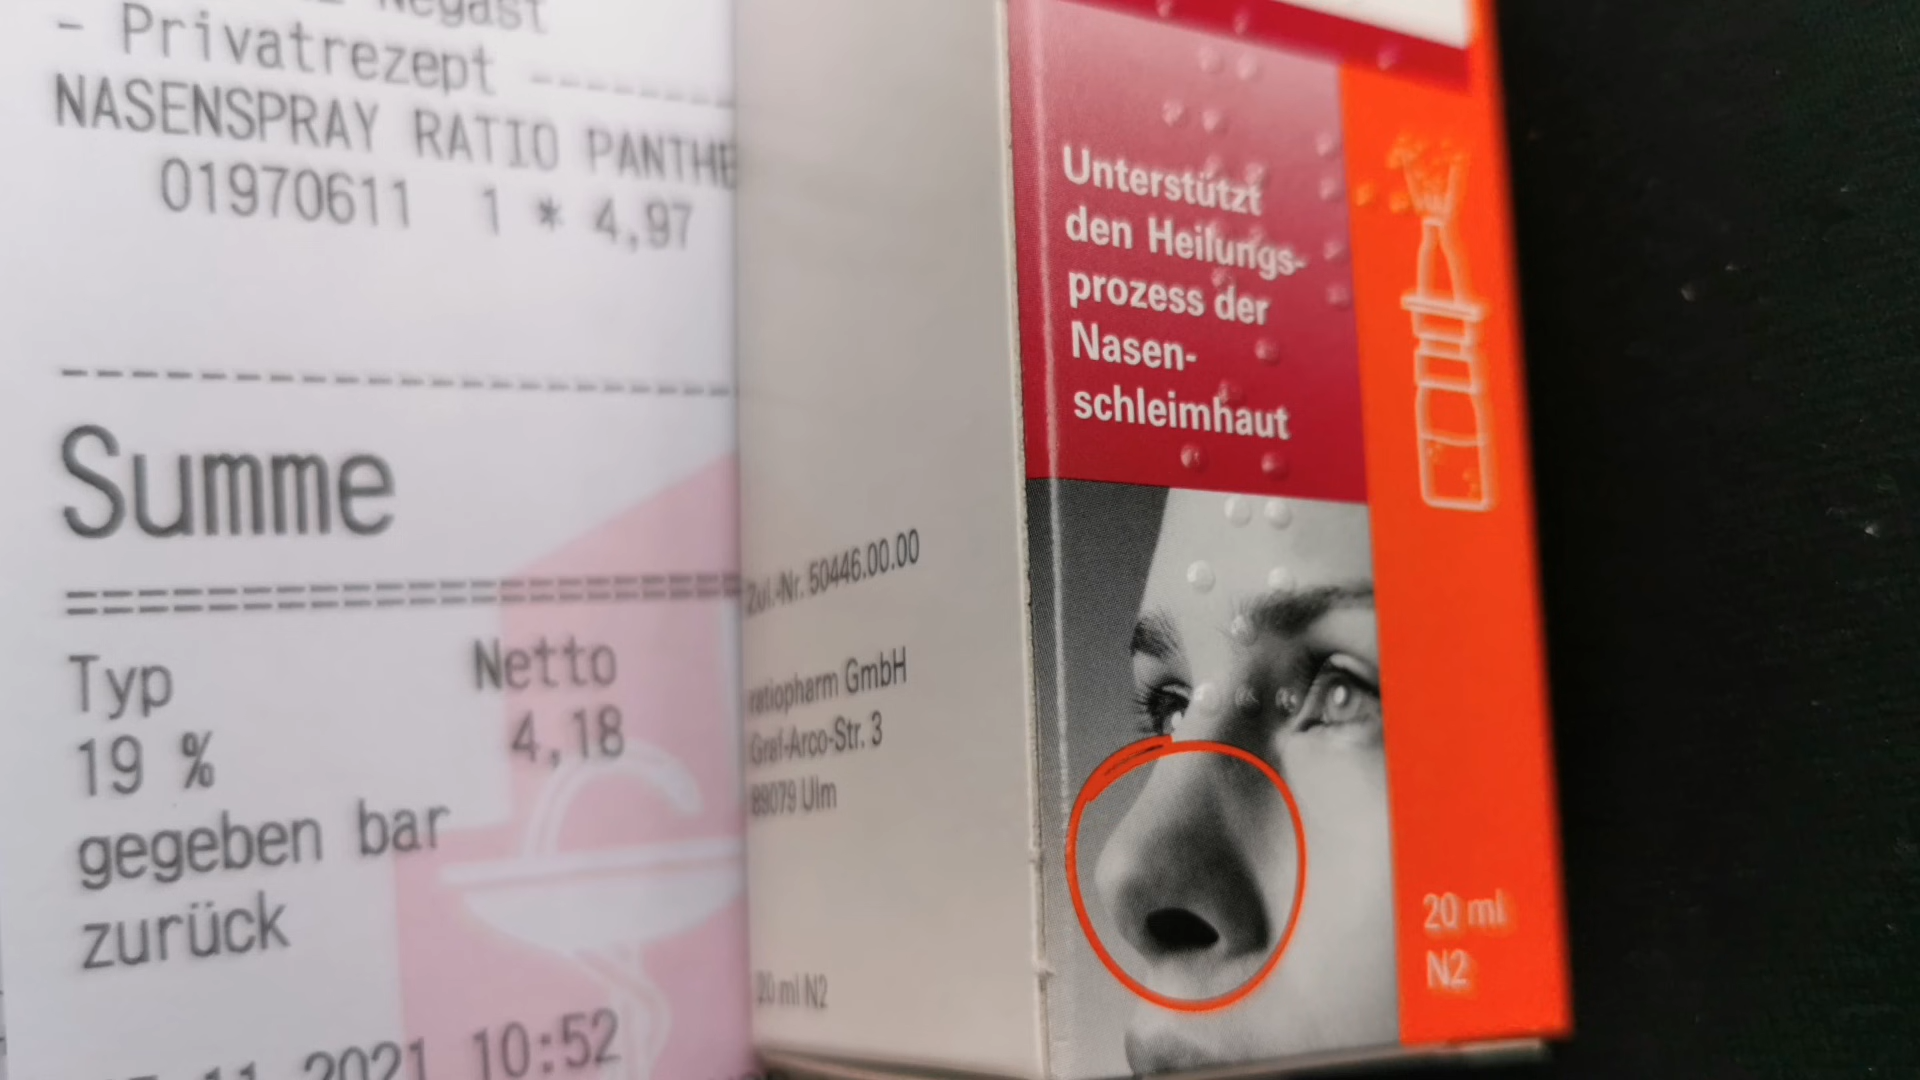 Negast
- Privatrezept
NASENSPRAY RATIO PANTHE
01970611 1 * 4,97
Summe
Typ Netto
19 % 4,18
gegeben bar
zurück
11 2021 10:52
Zul.-Nr. 50446.00.00
ratiopharm GmbH
Graf-Arco-Str. 3
89079 Ulm
20 ml N2
Unterstützt
den Heilungs-
prozess der
Nasen-
schleimhaut
20 ml
N2